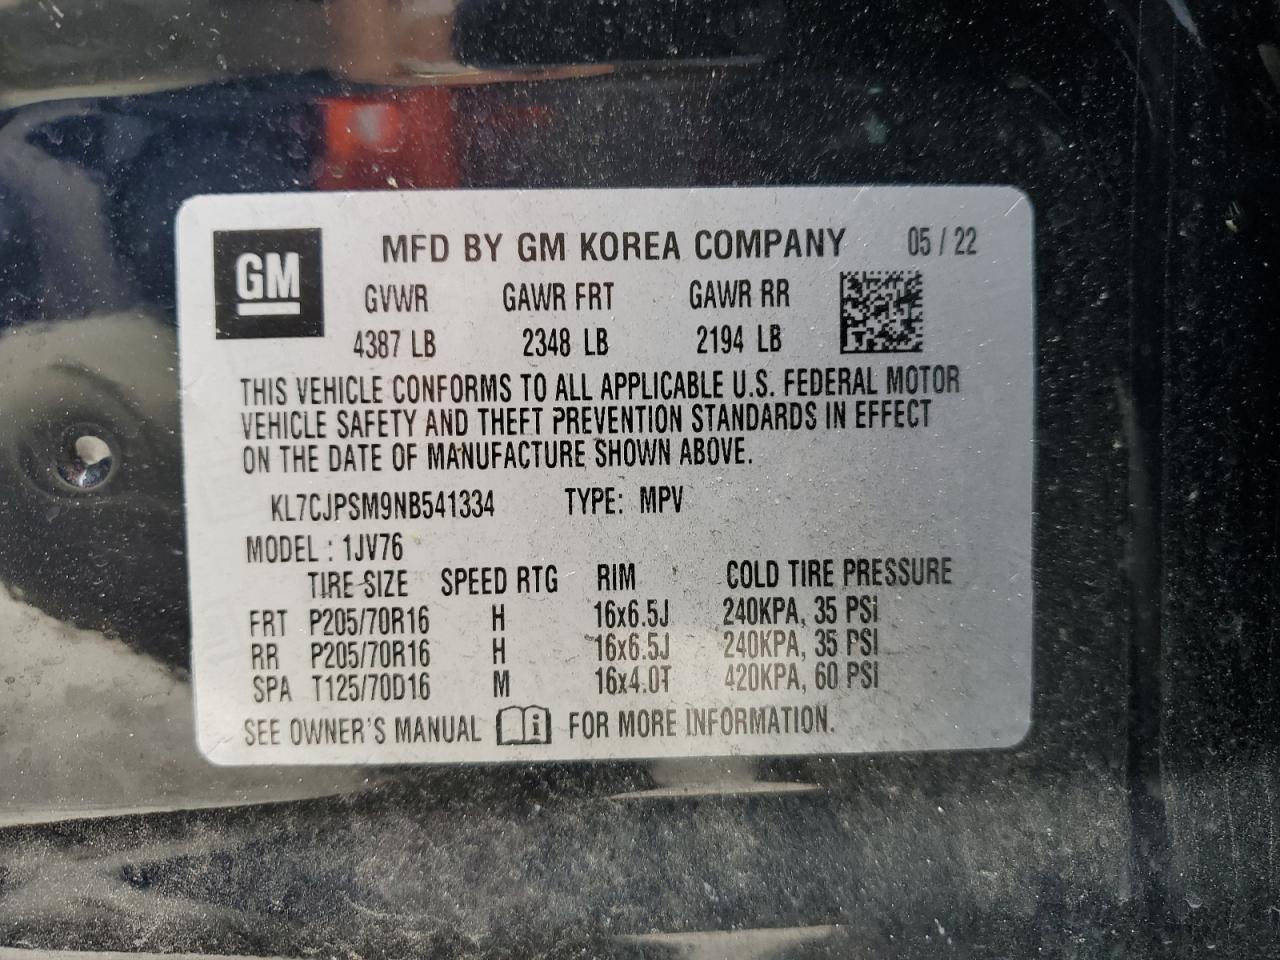 GM MFD BY GM KOREA COMPANY 05 / 22
GVWR GAWR FRT GAWR RR
4387 LB 2348 LB 2194 LB
THIS VEHICLE CONFORMS TO ALL APPLICABLE U.S. FEDERAL MOTOR
VEHICLE SAFETY AND THEFT PREVENTION STANDARDS IN EFFECT
ON THE DATE OF MANUFACTURE SHOWN ABOVE.
KL7CJPSM9NB541334 TYPE: MPV
MODEL : 1JV76
TIRE SIZE SPEED RTG RIM COLD TIRE PRESSURE
FRT P205/70R16 H 16x6.5J 240KPA, 35 PSI
RR P205/70R16 H 16x6.5J 240KPA, 35 PSI
SPA T125/70D16 M 16x4.0T 420KPA, 60 PSI
SEE OWNER'S MANUAL i FOR MORE INFORMATION.